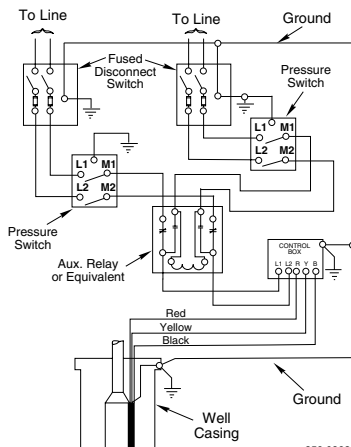 To Line
To Line
Ground
Fused
Disconnect
Switch
Pressure
Switch
L1 M1
L2 M2
L1 M1
L2 M2
Pressure
Switch
Aux. Relay
or Equivalent
CONTROL
BOX
L1 L2 R Y B
Red
Yellow
Black
Ground
Well
Casing